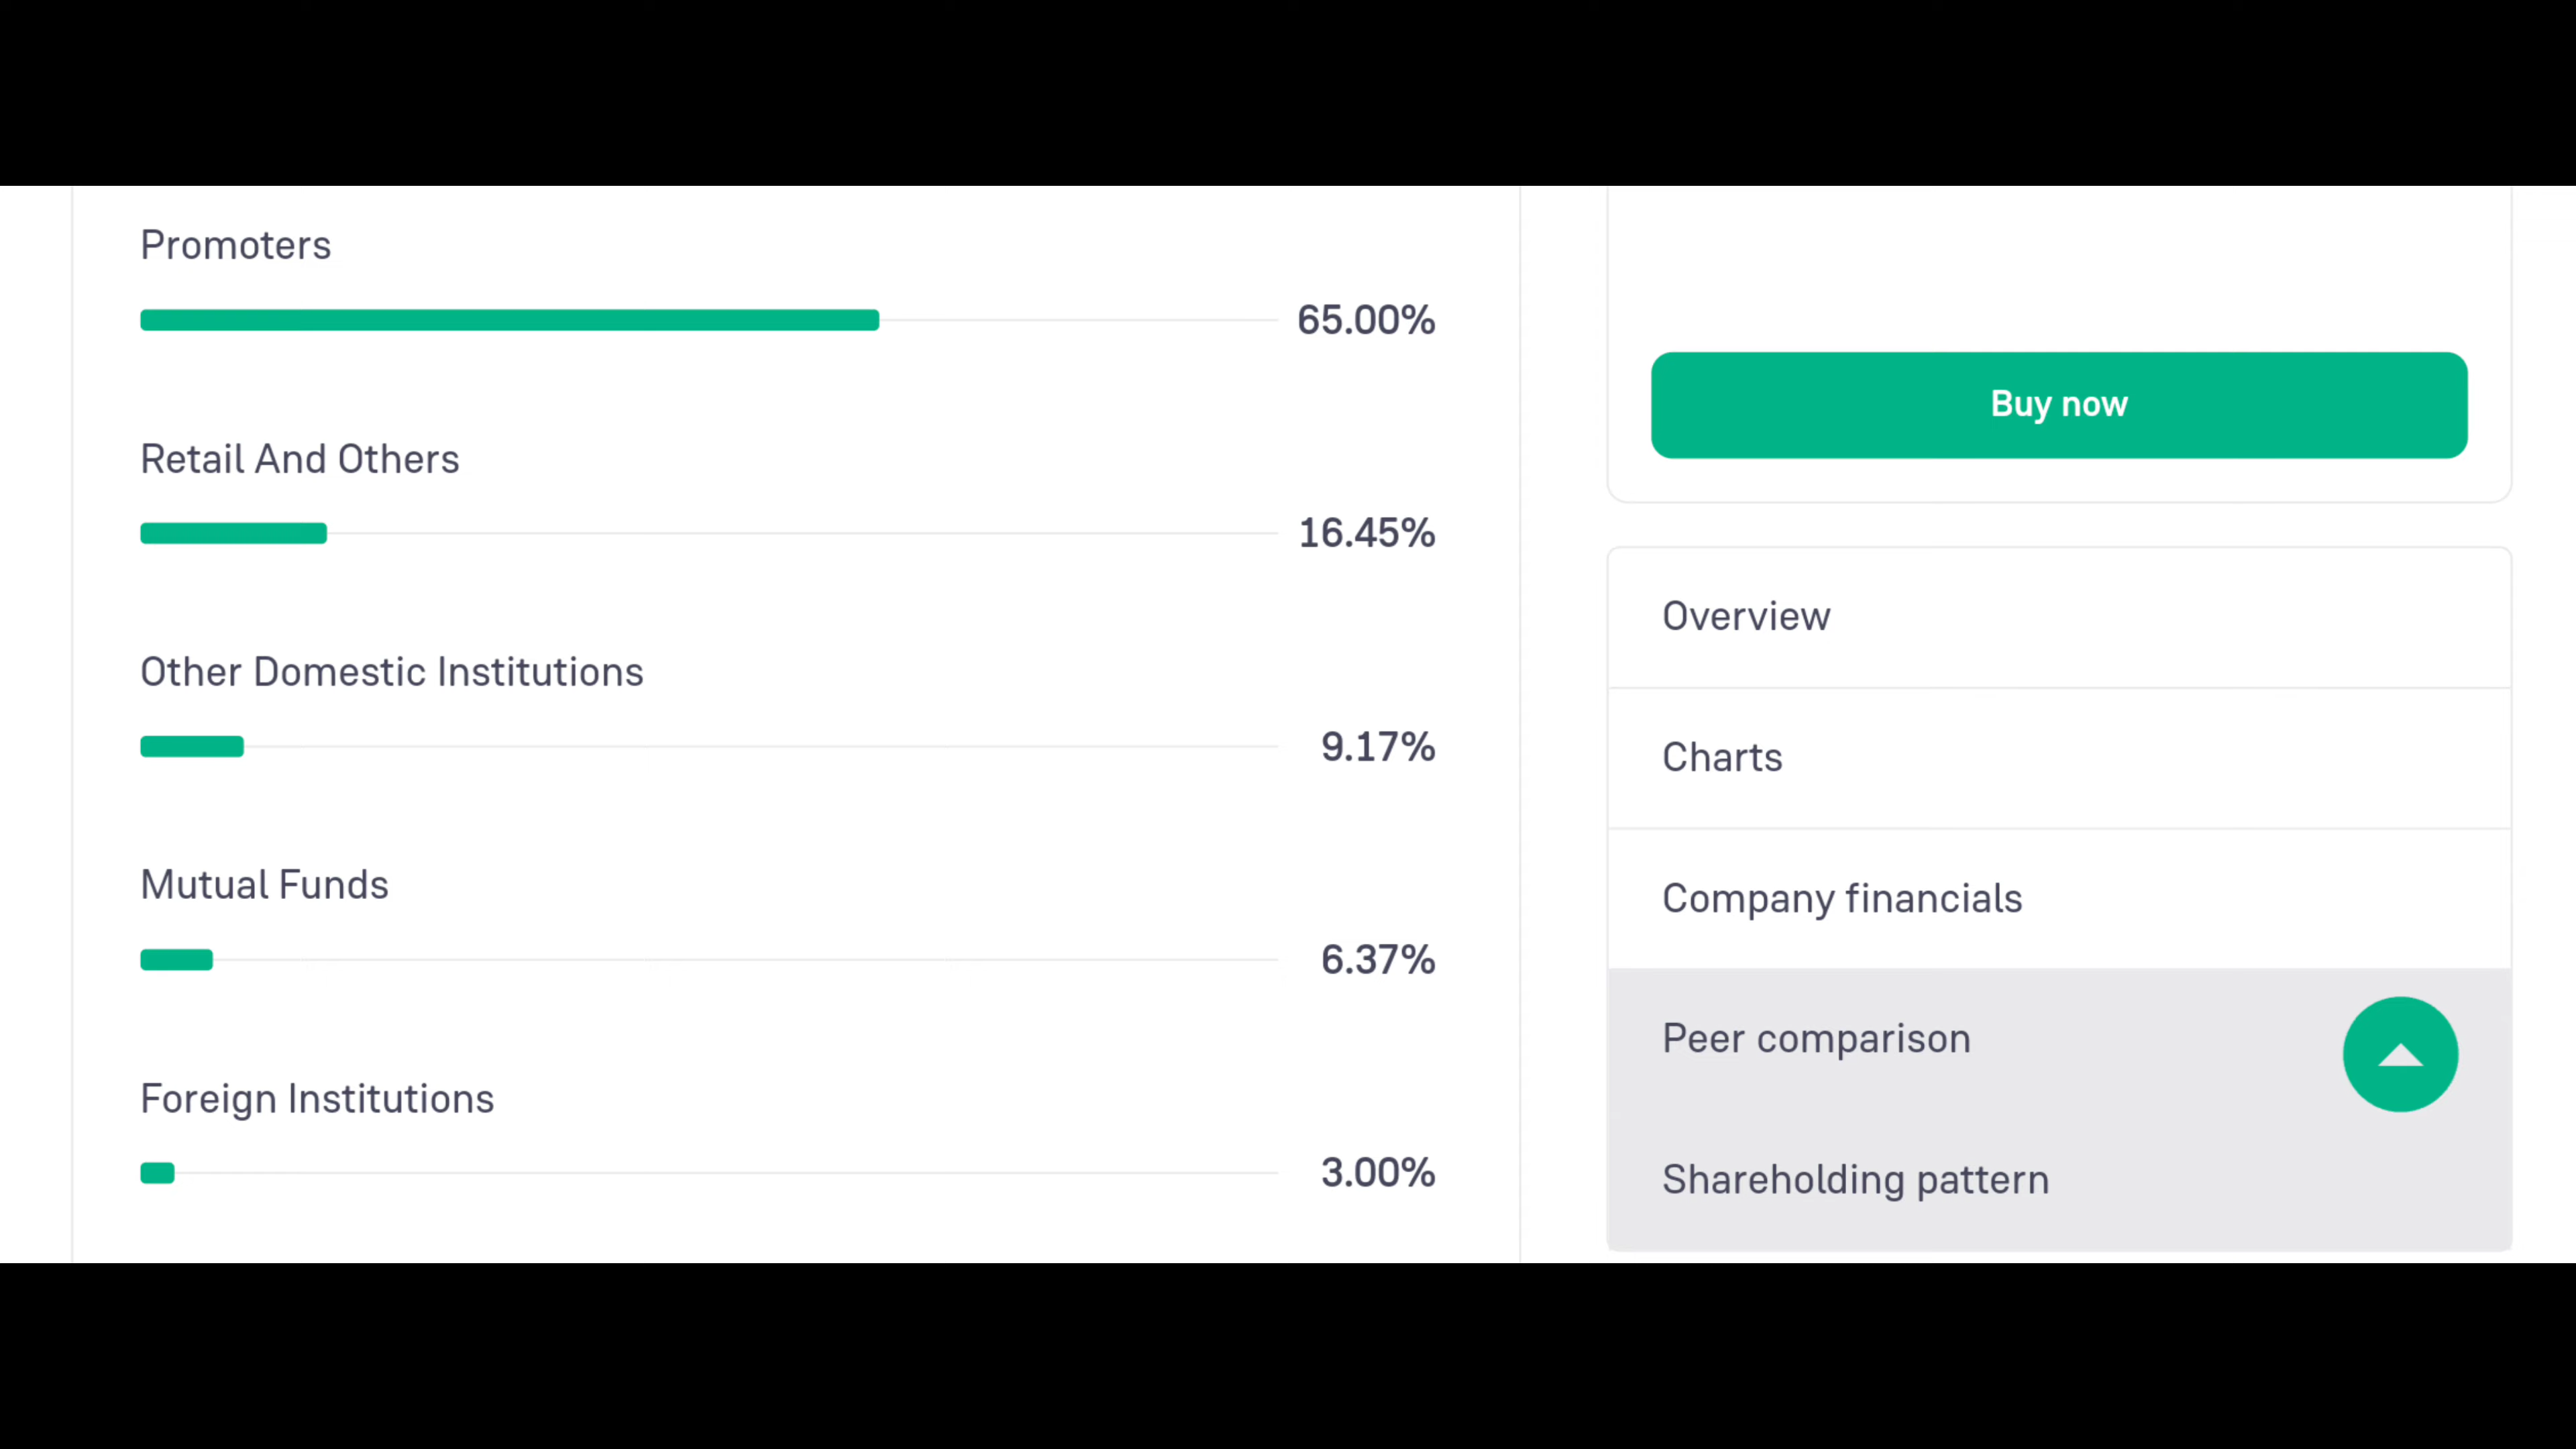 Promoters
65.00%
Retail And Others
16.45%
Other Domestic Institutions
9.17%
Mutual Funds
6.37%
Foreign Institutions
3.00%
Buy now
Overview
Charts
Company financials
Peer comparison
Shareholding pattern